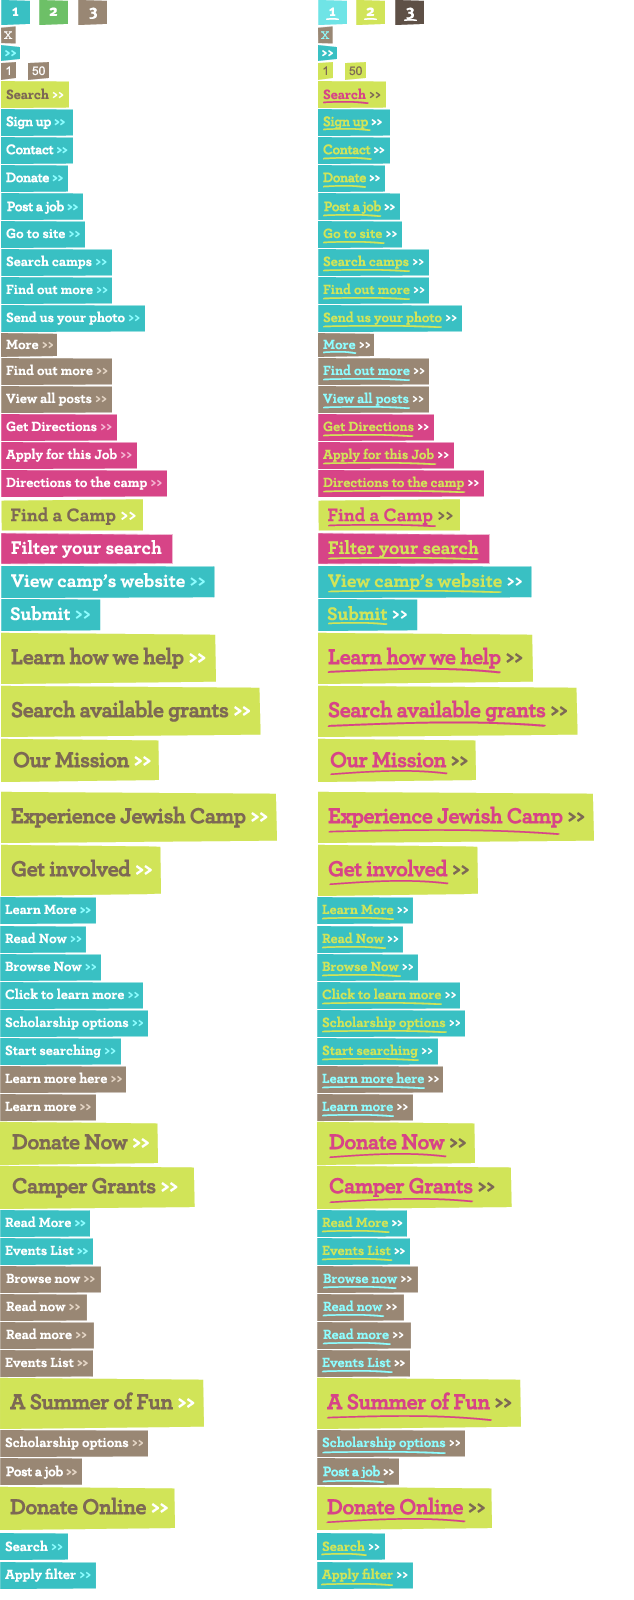 1 2 3 1 2 3
X X
>> >>
1 50 1 50
Search >> Search >>
Sign up >> Sign up >>
Contact >> Contact >>
Donate >> Donate >>
Post a job >> Post a job >>
Go to site >> Go to site >>
Search camps >> Search camps >>
Find out more >> Find out more >>
Send us your photo >> Send us your photo >>
More >> More >>
Find out more >> Find out more >>
View all posts >> View all posts >>
Get Directions >> Get Directions >>
Apply for this Job >> Apply for this Job >>
Directions to the camp >> Directions to the camp >>
Find a Camp >> Find a Camp >>
Filter your search Filter your search
View camp's website >> View camp's website >>
Submit >> Submit >>
Learn how we help >> Learn how we help >>
Search available grants >> Search available grants >>
Our Mission >> Our Mission >>
Experience Jewish Camp >> Experience Jewish Camp >>
Get involved >> Get involved >>
Learn More >> Learn More >>
Read Now >> Read Now >>
Browse Now >> Browse Now >>
Click to learn more >> Click to learn more >>
Scholarship options >> Scholarship options >>
Start searching >> Start searching >>
Learn more here >> Learn more here >>
Learn more >> Learn more >>
Donate Now >> Donate Now >>
Camper Grants >> Camper Grants >>
Read More >> Read More >>
Events List >> Events List >>
Browse now >> Browse now >>
Read now >> Read now >>
Read more >> Read more >>
Events List >> Events List >>
A Summer of Fun >> A Summer of Fun >>
Scholarship options >> Scholarship options >>
Post a job >> Post a job >>
Donate Online >> Donate Online >>
Search >> Search >>
Apply filter >> Apply filter >>